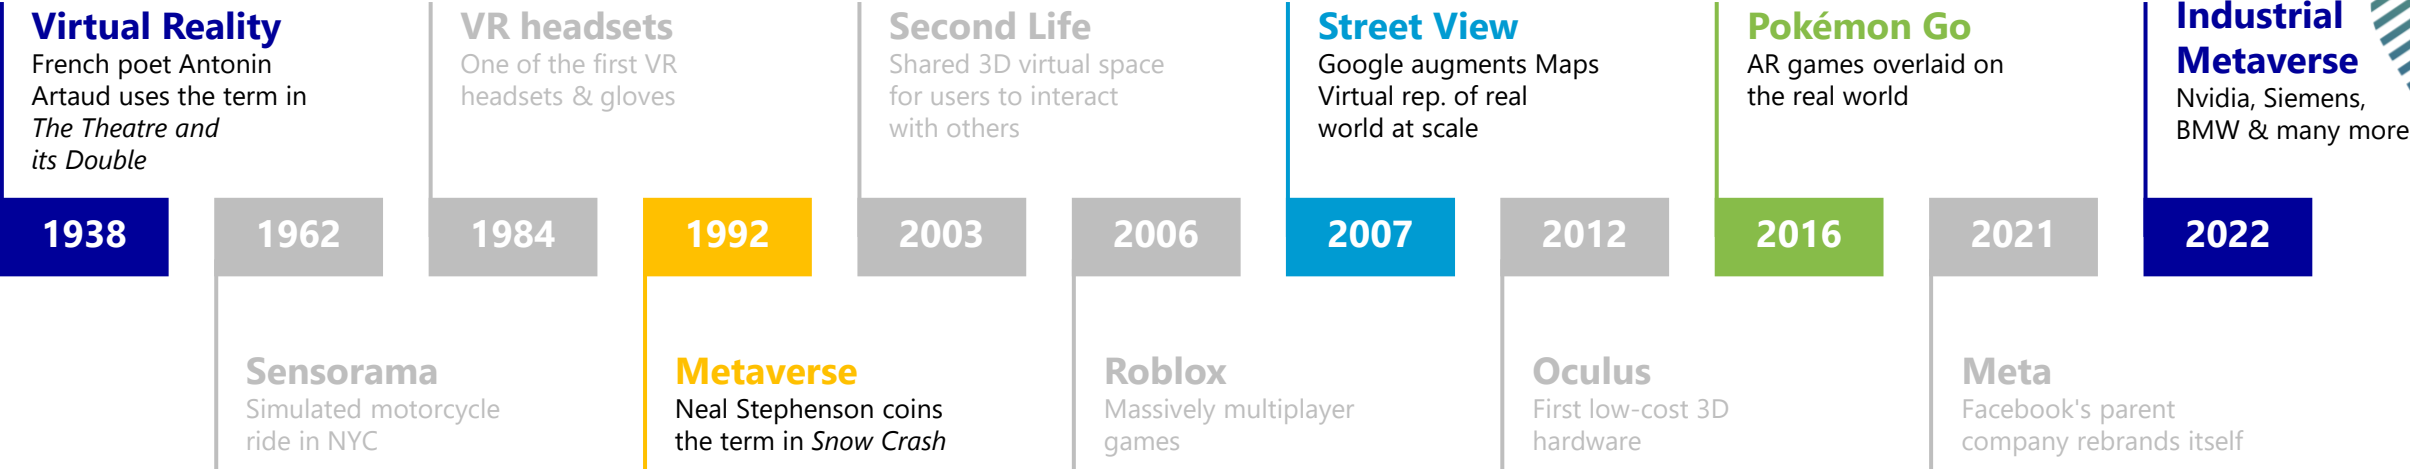 Virtual Reality
French poet Antonin
Artaud uses the term in
The Theatre and
its Double
VR headsets
One of the first VR
headsets & gloves
Second Life
Shared 3D virtual space
for users to interact
with others
Street View
Google augments Maps
Virtual rep. of real
world at scale
Pokémon Go
AR games overlaid on
the real world
Industrial
Metaverse
Nvidia, Siemens,
BMW & many more
1938
1962
1984
1992
2003
2006
2007
2012
2016
2021
2022
Sensorama
Simulated motorcycle
ride in NYC
Metaverse
Neal Stephenson coins
the term in Snow Crash
Roblox
Massively multiplayer
games
Oculus
First low-cost 3D
hardware
Meta
Facebook's parent
company rebrands itself